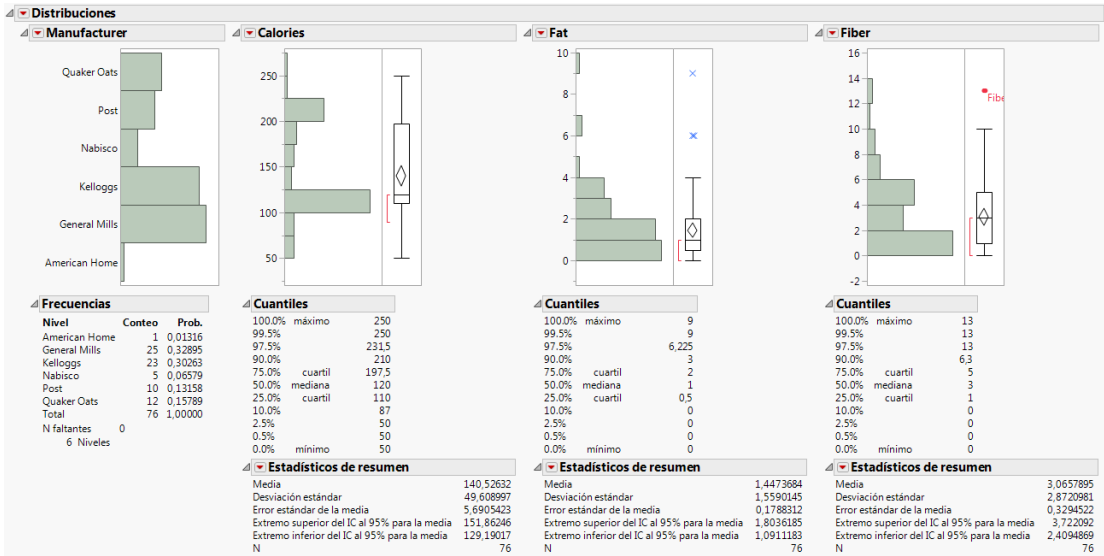 Distribuciones
Manufacturer
Quaker Oats
Post
Nabisco
Kelloggs
General Mills
American Home
Frecuencias
Nivel Conteo Prob.
American Home 1 0,01316
General Mills 25 0,32895
Kelloggs 23 0,30263
Nabisco 5 0,06579
Post 10 0,13158
Quaker Oats 12 0,15789
Total 76 1,00000
N faltantes 0
6 Niveles
Calories
250
200
150
100
50
Cuantiles
100.0% máximo 250
99.5% 250
97.5% 231,5
90.0% 210
75.0% cuartil 197,5
50.0% mediana 120
25.0% cuartil 110
10.0% 87
2.5% 50
0.5% 50
0.0% mínimo 50
Estadísticos de resumen
Media 140,52632
Desviación estándar 49,608997
Error estándar de la media 5,6905423
Extremo superior del IC al 95% para la media 151,86246
Extremo inferior del IC al 95% para la media 129,19017
N 76
Fat
10
8
6
4
2
0
Cuantiles
100.0% máximo 9
99.5% 9
97.5% 6,225
90.0% 3
75.0% cuartil 2
50.0% mediana 1
25.0% cuartil 0,5
10.0% 0
2.5% 0
0.5% 0
0.0% mínimo 0
Estadísticos de resumen
Media 1,4473684
Desviación estándar 1,5590145
Error estándar de la media 0,1788312
Extremo superior del IC al 95% para la media 1,8036185
Extremo inferior del IC al 95% para la media 1,0911183
N 76
Fiber
16
14
12
10
8
6
4
2
0
-2
Fibe
Cuantiles
100.0% máximo 13
99.5% 13
97.5% 13
90.0% 6,3
75.0% cuartil 5
50.0% mediana 3
25.0% cuartil 1
10.0% 0
2.5% 0
0.5% 0
0.0% mínimo 0
Estadísticos de resumen
Media 3,0657895
Desviación estándar 2,8720981
Error estándar de la media 0,3294522
Extremo superior del IC al 95% para la media 3,722092
Extremo inferior del IC al 95% para la media 2,4094869
N 76